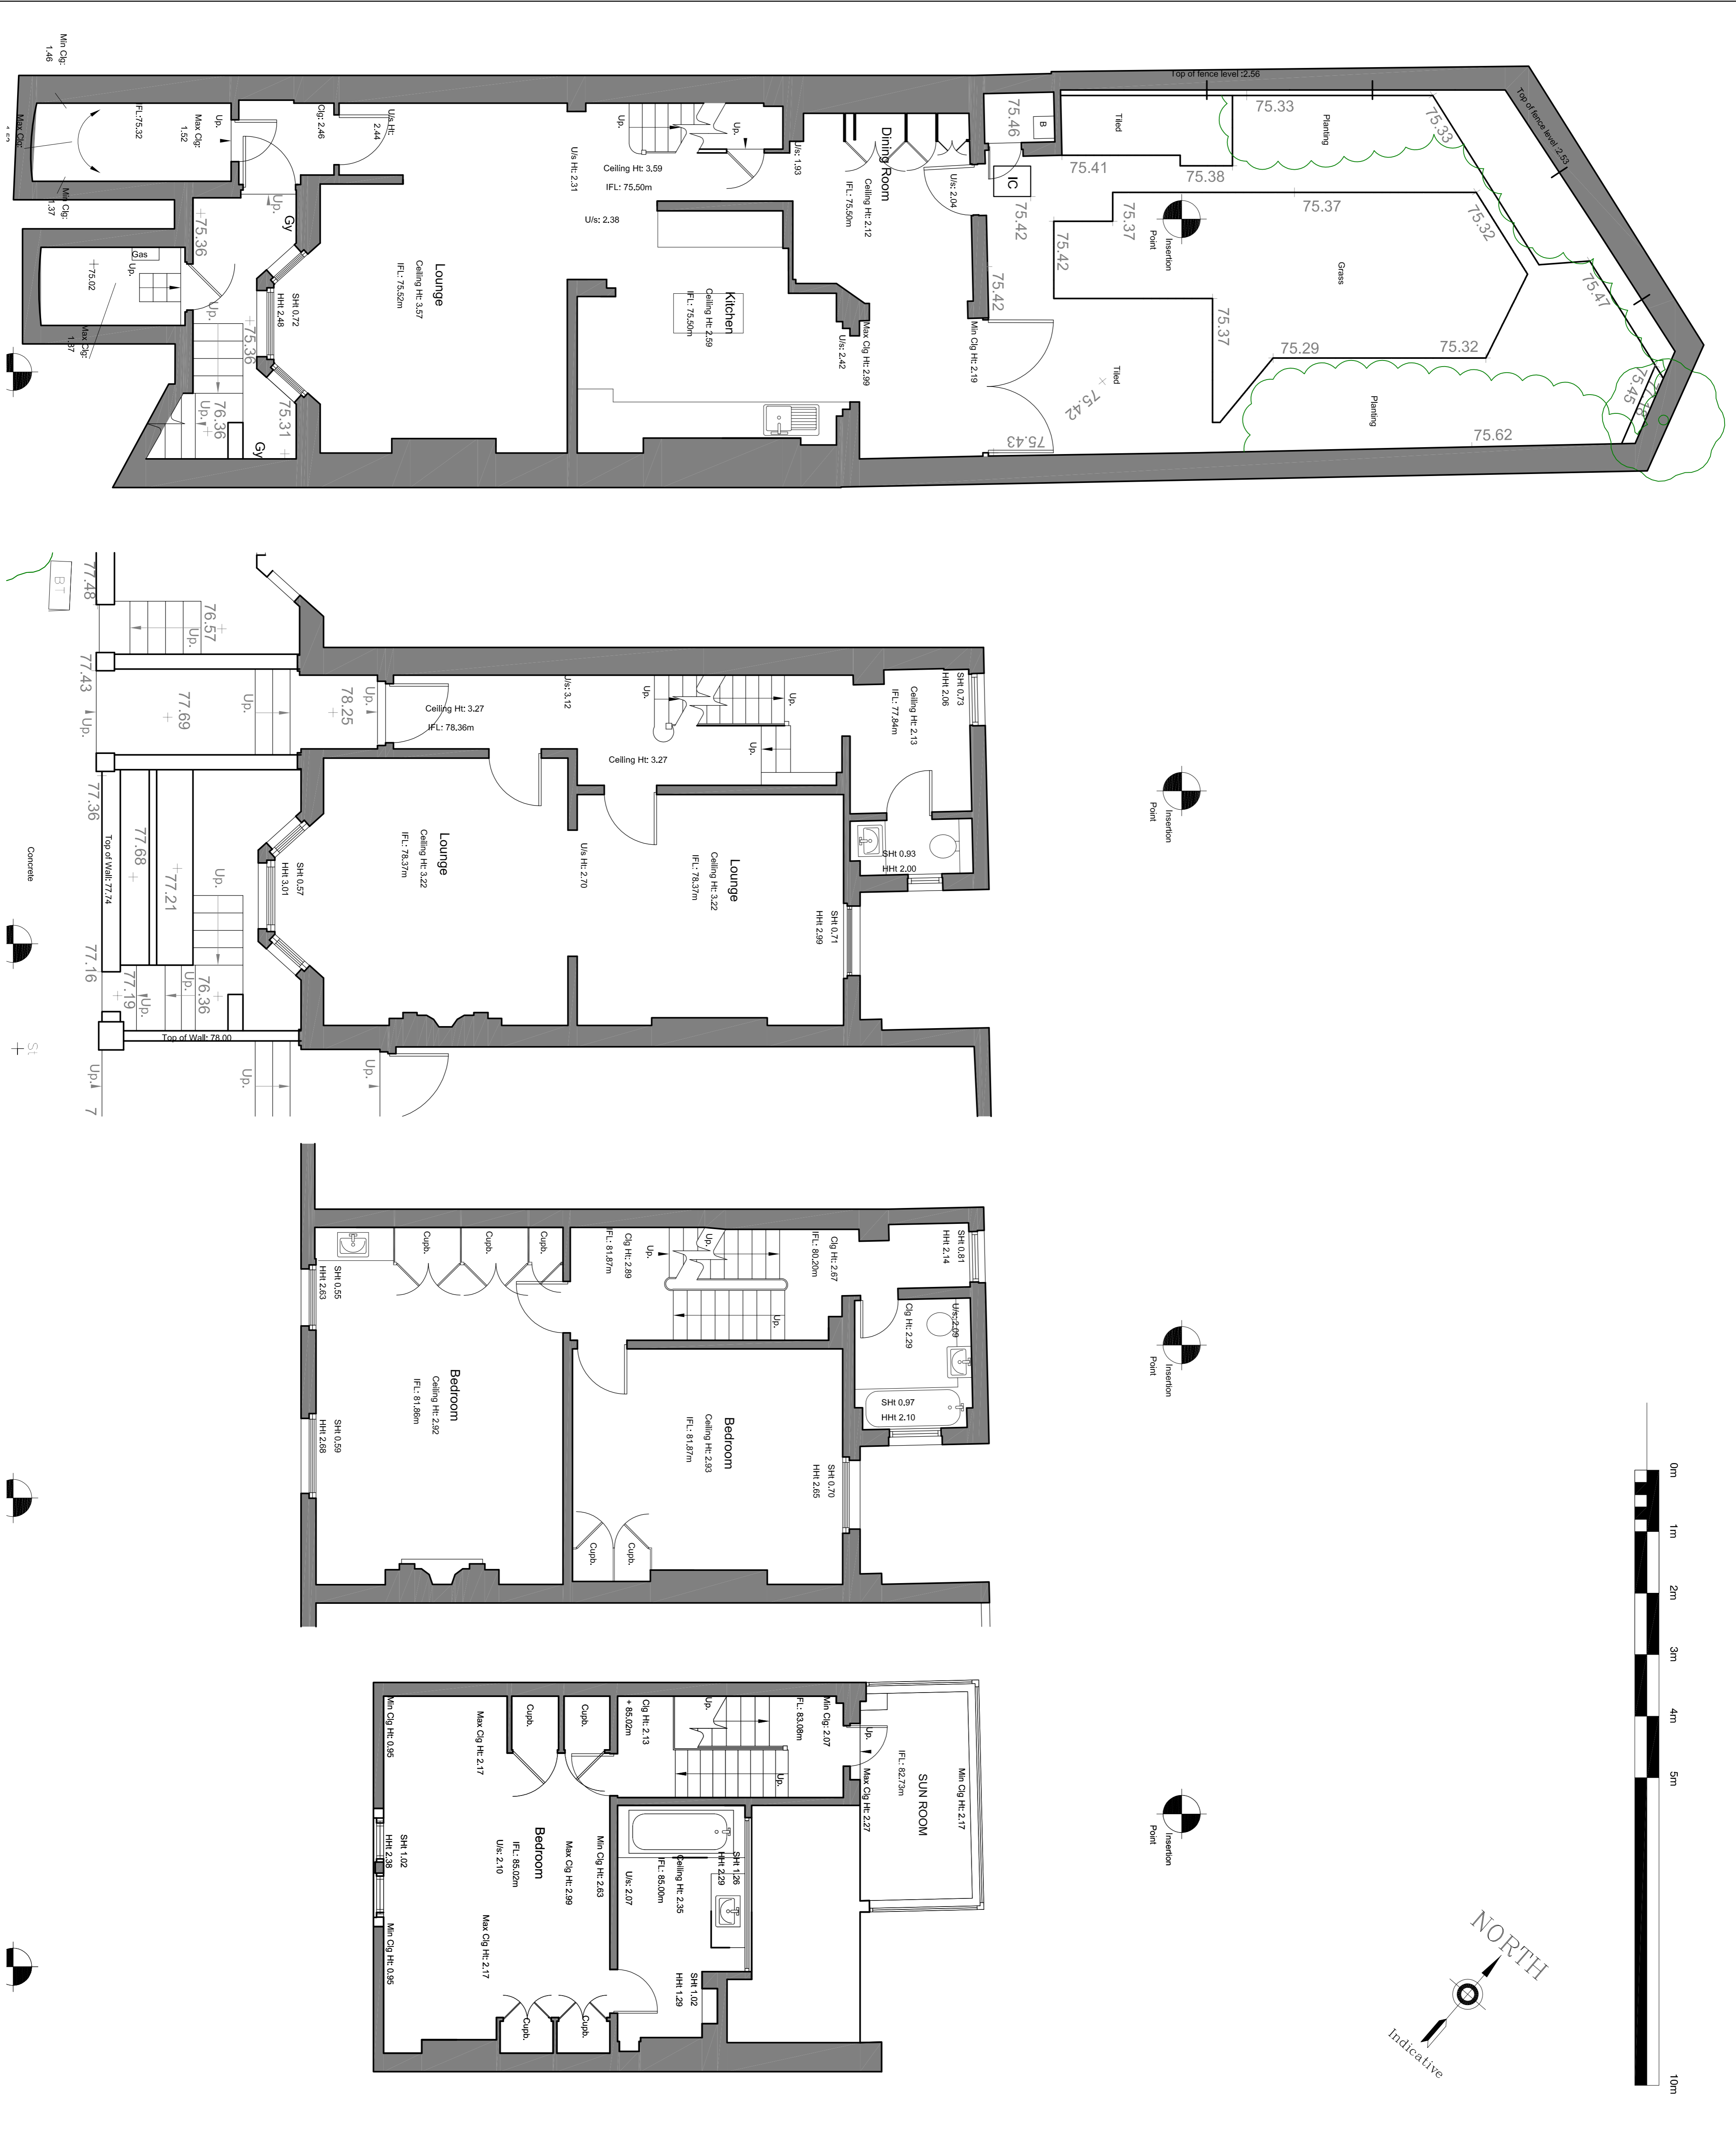 Min Clg:
1.46
Max Clg:
IFL:75.32
Max Clg:
1.52
Up.
Clg: 2.46
U/s Ht:
2.44
Min Clg:
1.37
75.36
Up.
Gy
Gas
Up.
75.02
Max Clg:
1.87
Up.
75.36
SHt 0.72
HHt 2.48
Up.
76.36
75.31
Gy
Lounge
Ceiling Ht: 3.57
IFL: 75.52m
U/s Ht: 2.31
Up.
Up.
Ceiling Ht: 3.59
IFL: 75.50m
U/s: 2.38
Kitchen
Ceiling Ht: 2.59
IFL: 75.50m
U/s: 1.93
Dining Room
Ceiling Ht: 2.12
IFL: 75.50m
U/s: 2.04
U/s: 2.42
Max Clg Ht: 2.99
Min Clg Ht: 2.19
75.46
B
IC
75.42
75.42
75.43
Tiled
75.41
75.38
75.37
75.42
Tiled
75.42
Top of fence level :2.56
75.33
Planting
75.33
Top of fence level :2.53
Insertion
Point
75.37
75.32
Grass
75.47
75.37
75.29
75.32
Planting
75.62
75.45
BT
77.48
76.57
Up.
77.43
Up.
77.69
Up.
78.25
Up.
Ceiling Ht: 3.27
IFL: 78.36m
U/s: 3.12
Up.
Up.
Up.
Ceiling Ht: 3.27
Ceiling Ht: 2.13
IFL: 77.84m
SHt 0.73
HHt 2.06
SHt 0.93
HHt 2.00
Insertion
Point
77.36
Top of Wall: 77.74
77.68
77.21
Up.
SHt 0.57
HHt 3.01
Lounge
Ceiling Ht: 3.22
IFL: 78.37m
U/s Ht: 2.70
Lounge
Ceiling Ht: 3.22
IFL: 78.37m
SHt 0.71
HHt 2.99
Concrete
77.16
77.19
Up.
Up.
76.36
Top of Wall: 78.00
St
Up.
7
Up.
Up.
Cupb.
Cupb.
Cupb.
SHt 0.55
HHt 2.63
SHt 0.59
HHt 2.68
Bedroom
Ceiling Ht: 2.92
IFL: 81.86m
Clg Ht: 2.89
IFL: 81.87m
Up.
Up.
Up.
Clg Ht: 2.67
IFL: 80.20m
SHt 0.81
HHt 2.14
U/s: 2.09
Clg Ht: 2.29
SHt 0.97
HHt 2.10
Bedroom
Ceiling Ht: 2.93
IFL: 81.87m
SHt 0.70
HHt 2.65
Cupb.
Cupb.
Insertion
Point
Min Clg Ht: 0.95
Max Clg Ht: 2.17
Cupb.
Cupb.
Clg Ht: 2.13
+ 85.02m
Up.
Up.
Min Clg: 2.07
FL: 83.08m
Up.
Max Clg Ht: 2.27
SUN ROOM
IFL: 82.73m
Min Clg Ht: 2.17
SHt 1.02
HHt 2.38
Bedroom
IFL: 85.02m
U/s: 2.10
Min Clg Ht: 2.63
Max Clg Ht: 2.99
U/s: 2.07
Ceiling Ht: 2.35
IFL: 85.00m
SHt 1.26
HHt 2.29
SHt 1.02
HHt 1.29
Min Clg Ht: 0.95
Max Clg Ht: 2.17
Cupb.
Cupb.
Insertion
Point
0m
1m
2m
3m
4m
5m
10m
NORTH
Indicative